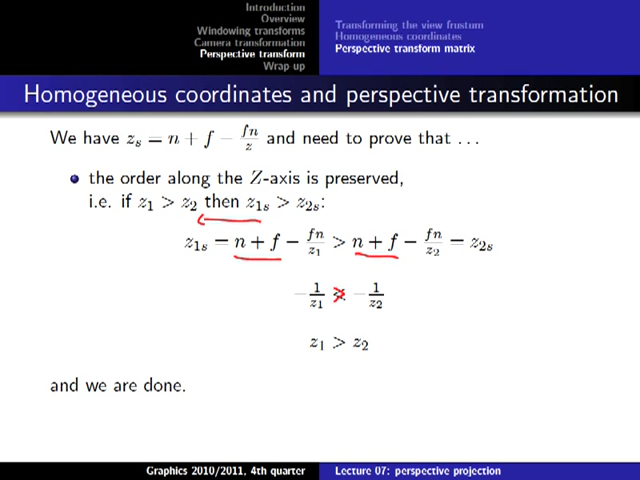 Introduction
Overview
Windowing transforms
Camera transformation
Perspective transform
Wrap-up
Transforming the view frustum
Homogeneous coordinates
Perspective transform matrix
Homogeneous coordinates and perspective transformation
We have z_s = n + f − fn/z and need to prove that . . .
the order along the Z-axis is preserved,
i.e. if z₁ > z₂ then z₁ₛ > z₂ₛ:
z₁ₛ = n + f − fn/z₁ > n + f − fn/z₂ = z₂ₛ
−1/z₁ > −1/z₂
z₁ > z₂
and we are done.
Graphics 2010/2011, 4th quarter
Lecture 07: perspective projection